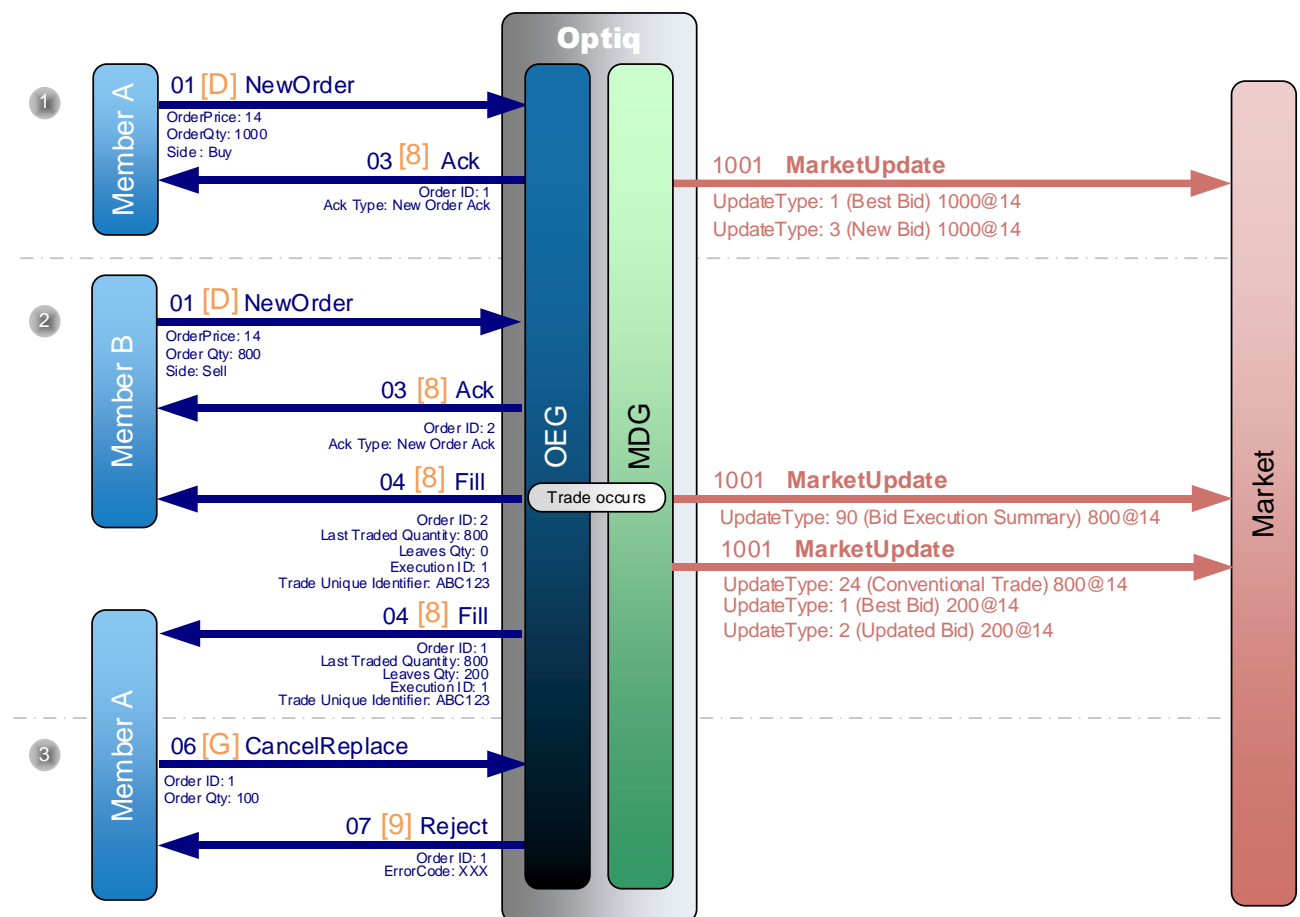 Optiq
1
Member A
01 [D] NewOrder
OrderPrice: 14
OrderQty: 1000
Side : Buy
03 [8] Ack
Order ID: 1
Ack Type: New Order Ack
1001 MarketUpdate
UpdateType: 1 (Best Bid) 1000@14
UpdateType: 3 (New Bid) 1000@14
2
Member B
01 [D] NewOrder
OrderPrice: 14
Order Qty: 800
Side: Sell
03 [8] Ack
Order ID: 2
Ack Type: New Order Ack
OEG
MDG
Market
04 [8] Fill
Trade occurs
Order ID: 2
Last Traded Quantity: 800
Leaves Qty: 0
Execution ID: 1
Trade Unique Identifier: ABC123
1001 MarketUpdate
UpdateType: 90 (Bid Execution Summary) 800@14
1001 MarketUpdate
UpdateType: 24 (Conventional Trade) 800@14
UpdateType: 1 (Best Bid) 200@14
UpdateType: 2 (Updated Bid) 200@14
Member A
04 [8] Fill
Order ID: 1
Last Traded Quantity: 800
Leaves Qty: 200
Execution ID: 1
Trade Unique Identifier: ABC123
3
06 [G] CancelReplace
Order ID: 1
Order Qty: 100
07 [9] Reject
Order ID: 1
ErrorCode: XXX